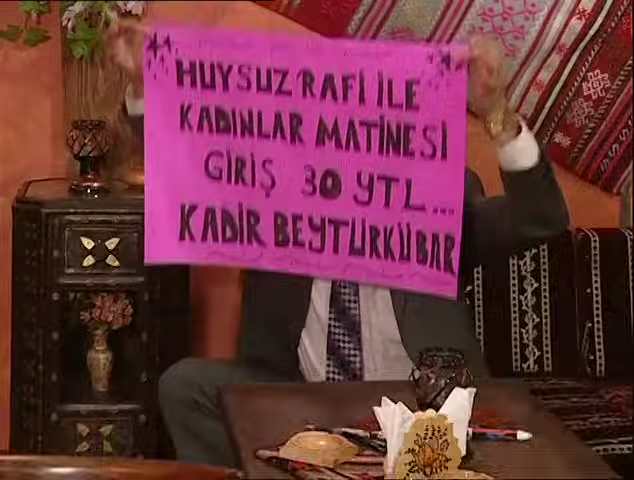 HUYSUZ RAFİ İLE
KADINLAR MATİNESİ
GİRİŞ 30 YTL...
KADİR BEYTÜRKÜBAR